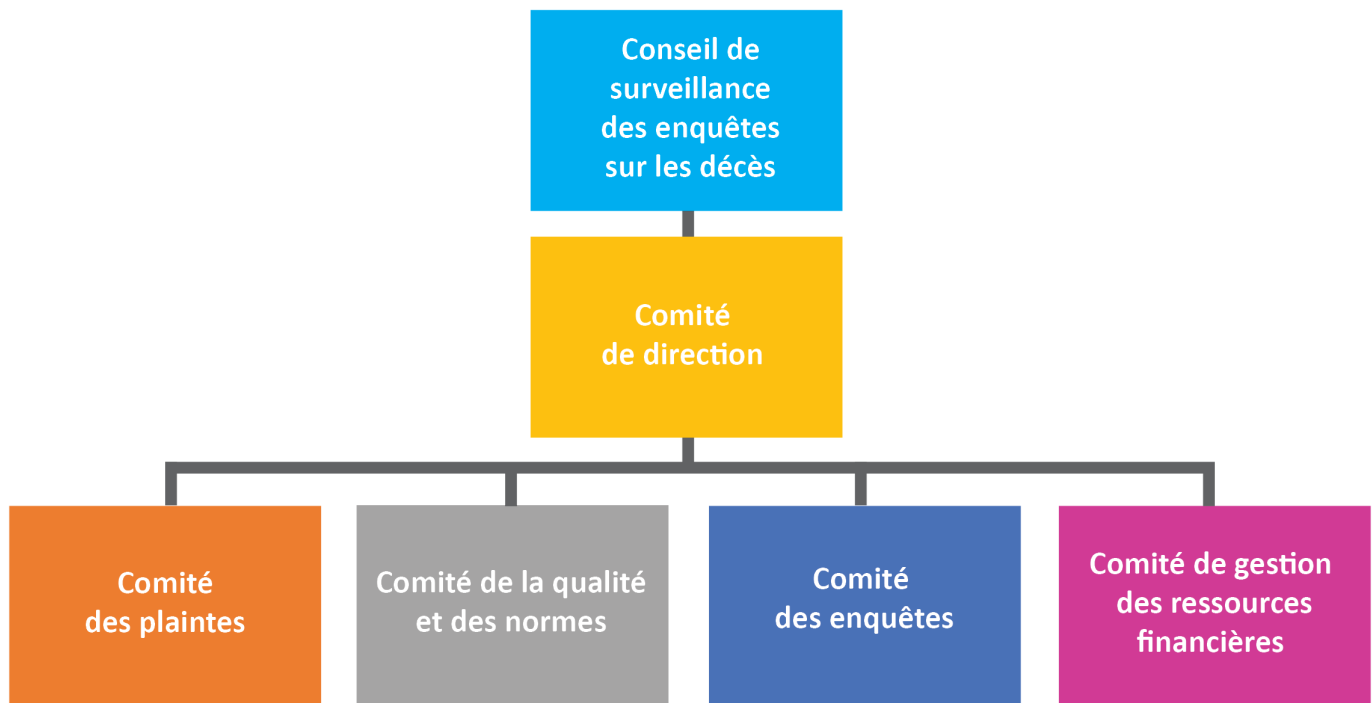 Conseil de
surveillance
des enquêtes
sur les décès
Comité
de direction
Comité
des plaintes
Comité de la qualité
et des normes
Comité
des enquêtes
Comité de gestion
des ressources
financières